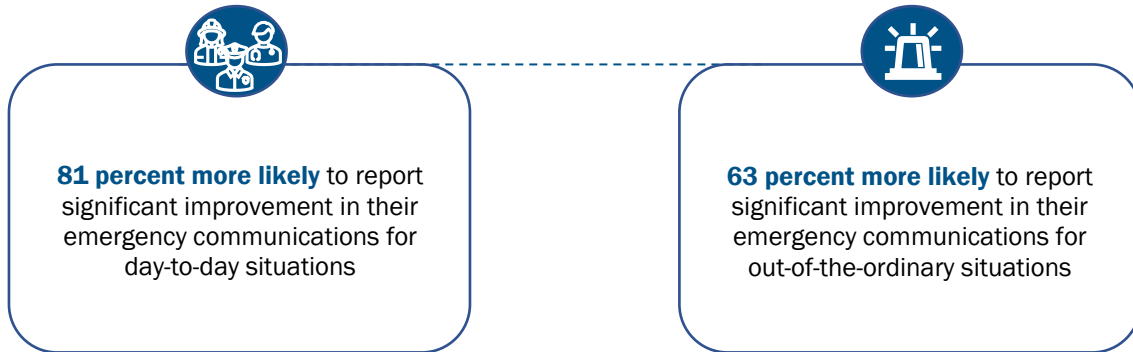 81 percent more likely to report
significant improvement in their
emergency communications for
day-to-day situations
63 percent more likely to report
significant improvement in their
emergency communications for
out-of-the-ordinary situations